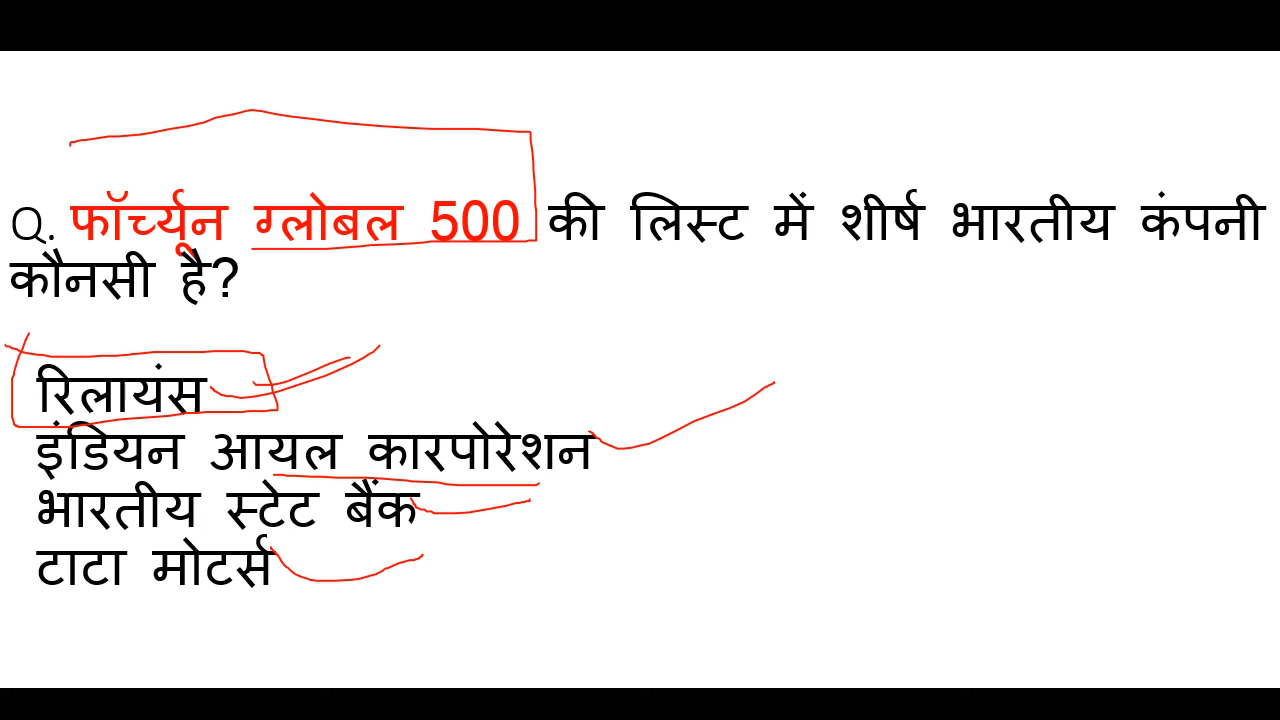 Q. फॉर्च्यून ग्लोबल 500 की लिस्ट में शीर्ष भारतीय कंपनी
कौनसी है?
रिलायंस
इंडियन आयल कारपोरेशन
भारतीय स्टेट बैंक
टाटा मोटर्स